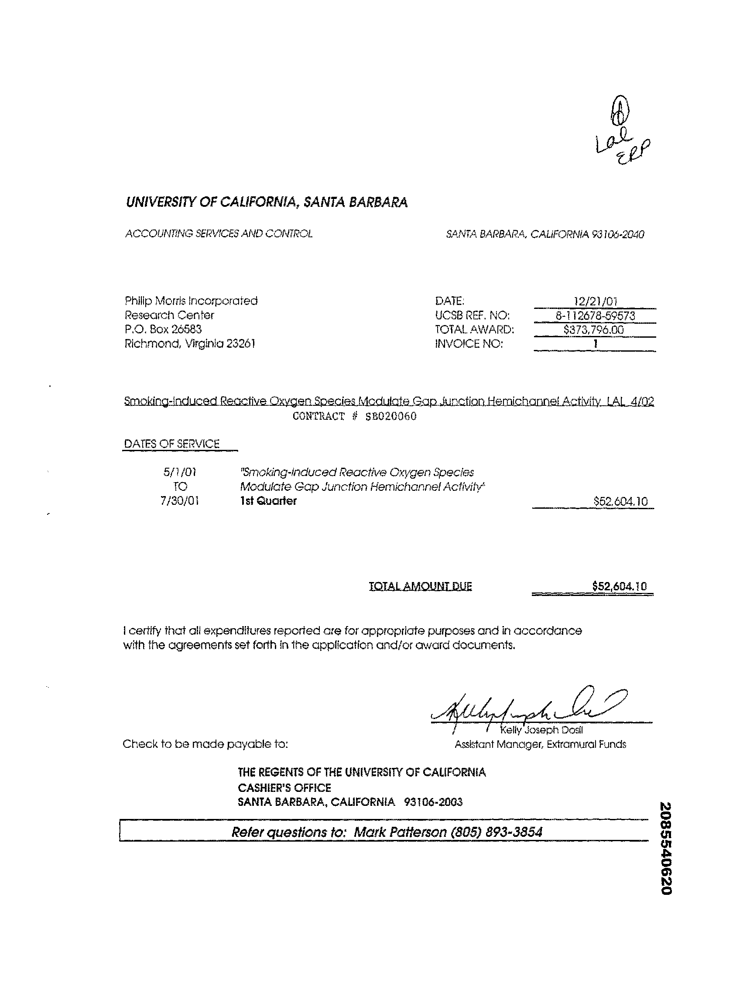 Lal
ERP
UNIVERSITY OF CALIFORNIA, SANTA BARBARA
ACCOUNTING SERVICES AND CONTROL SANTA BARBARA, CALIFORNIA 93106-2040
Philip Morris Incorporated DATE: 12/21/01
Research Center UCSB REF. NO: 8-112678-59573
P.O. Box 26583 TOTAL AWARD: $373,796.00
Richmond, Virginia 23261 INVOICE NO: 1
Smoking-Induced Reactive Oxygen Species Modulate Gap Junction Hemichannel Activity LAL 4/02
CONTRACT # SB020060
DATES OF SERVICE
5/1/01 "Smoking-Induced Reactive Oxygen Species
TO Modulate Gap Junction Hemichannel Activity"
7/30/01 1st Quarter $52,604.10
TOTAL AMOUNT DUE $52,604.10
I certify that all expenditures reported are for appropriate purposes and in accordance
with the agreements set forth in the application and/or award documents.
Kelly Joseph Dosil
Check to be made payable to: Assistant Manager, Extramural Funds
THE REGENTS OF THE UNIVERSITY OF CALIFORNIA
CASHIER'S OFFICE
SANTA BARBARA, CALIFORNIA 93106-2003
Refer questions to: Mark Patterson (805) 893-3854
2085540620